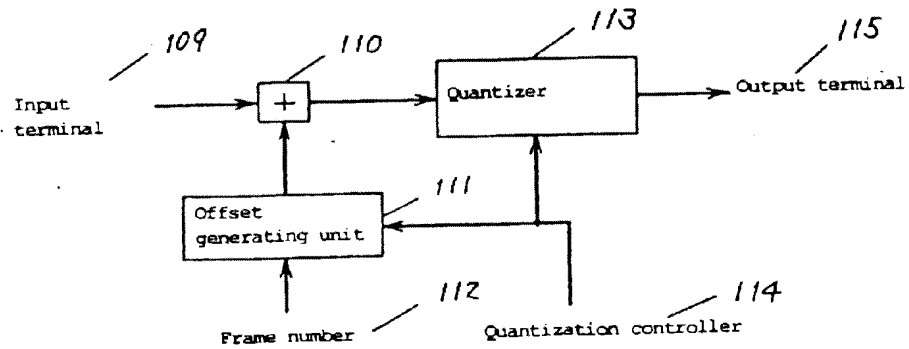 109
110
113
115
Input
terminal
+
Quantizer
Output terminal
111
Offset
generating unit
112
114
Frame number
Quantization controller